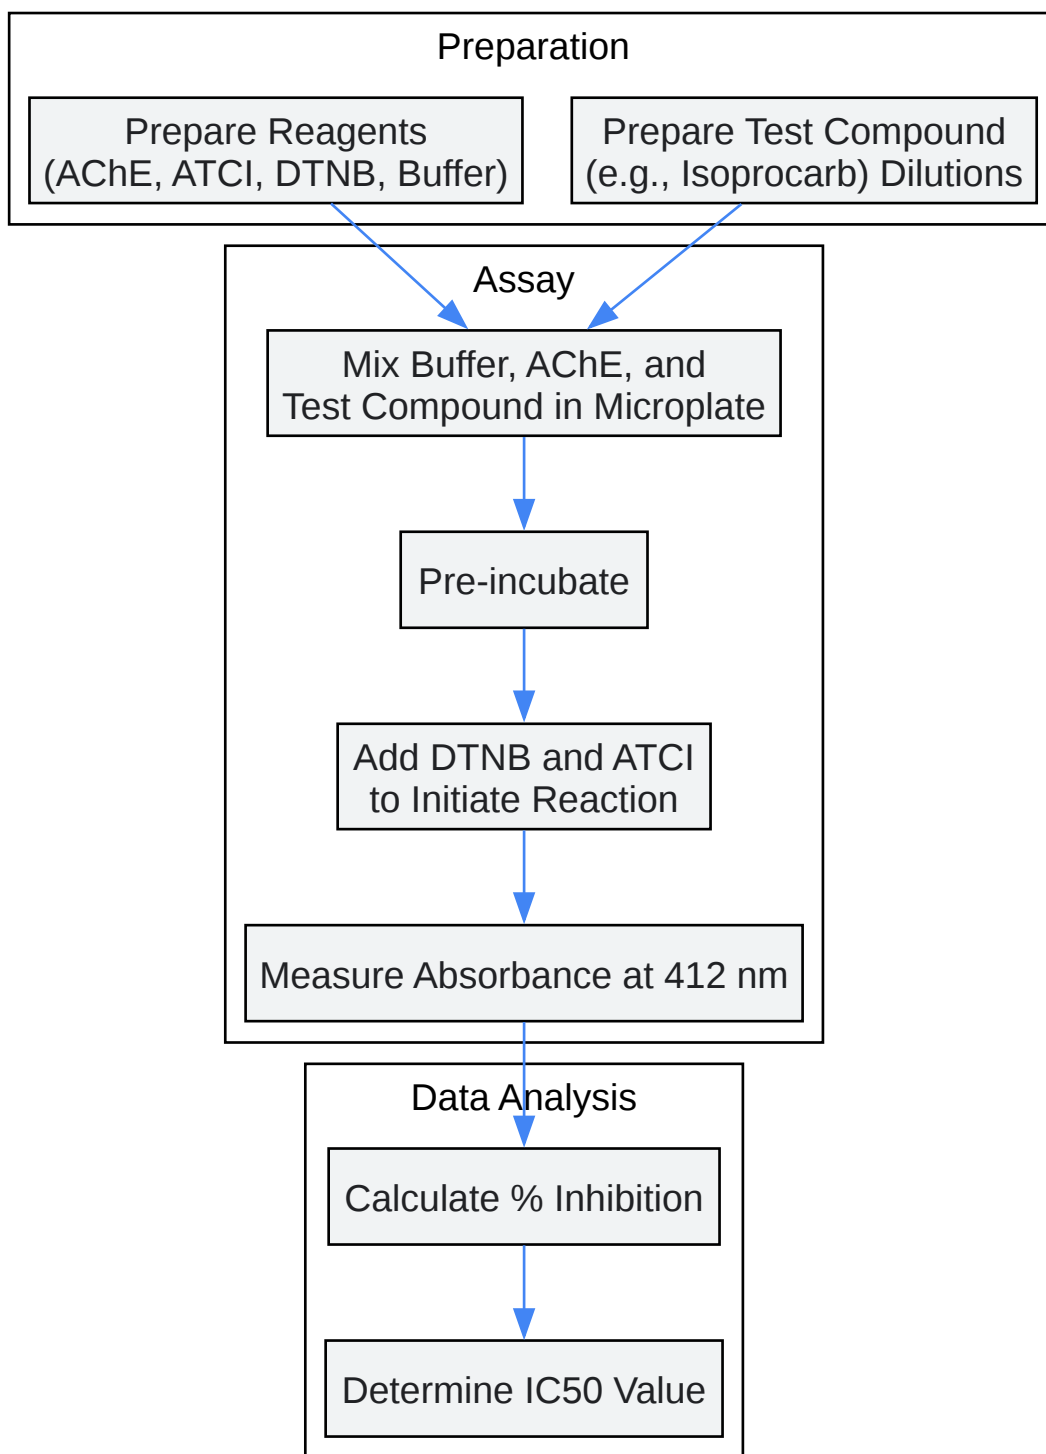 Preparation
Prepare Reagents
(AChE, ATCI, DTNB, Buffer)
Prepare Test Compound
(e.g., Isoprocarb) Dilutions
Assay
Mix Buffer, AChE, and
Test Compound in Microplate
Pre-incubate
Add DTNB and ATCI
to Initiate Reaction
Measure Absorbance at 412 nm
Data Analysis
Calculate % Inhibition
Determine IC50 Value